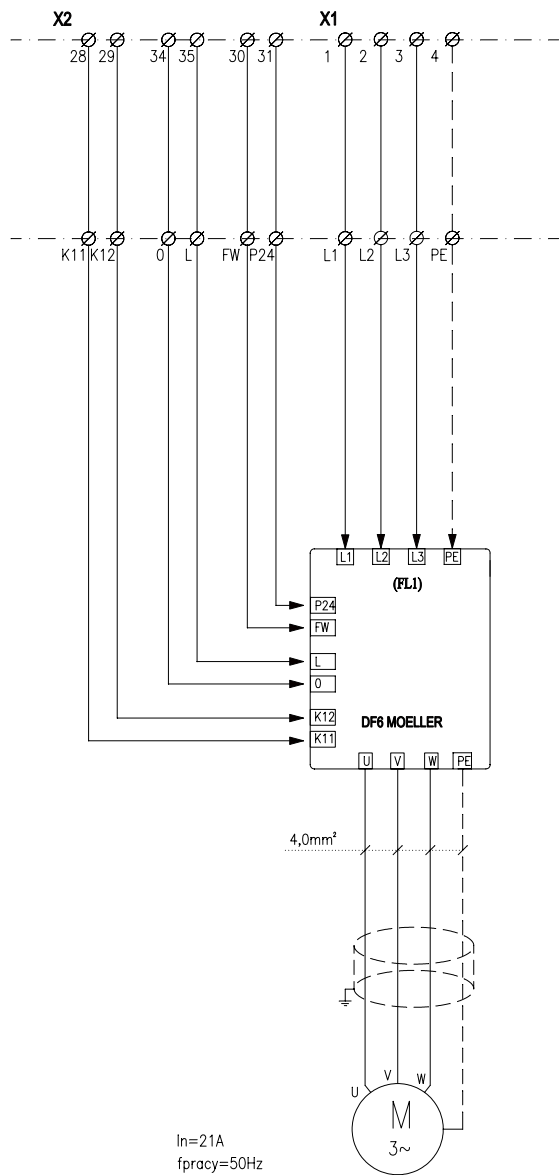 X2 X1
28 29 34 35 30 31 1 2 3 4
K11 K12 0 L FW P24 L1 L2 L3 PE
L1 L2 L3 PE
(FL1)
P24
FW
L
0
K12
DF6 MOELLER
K11
U V W PE
4,0mm²
U V W
M
3~
In=21A
fpracy=50Hz